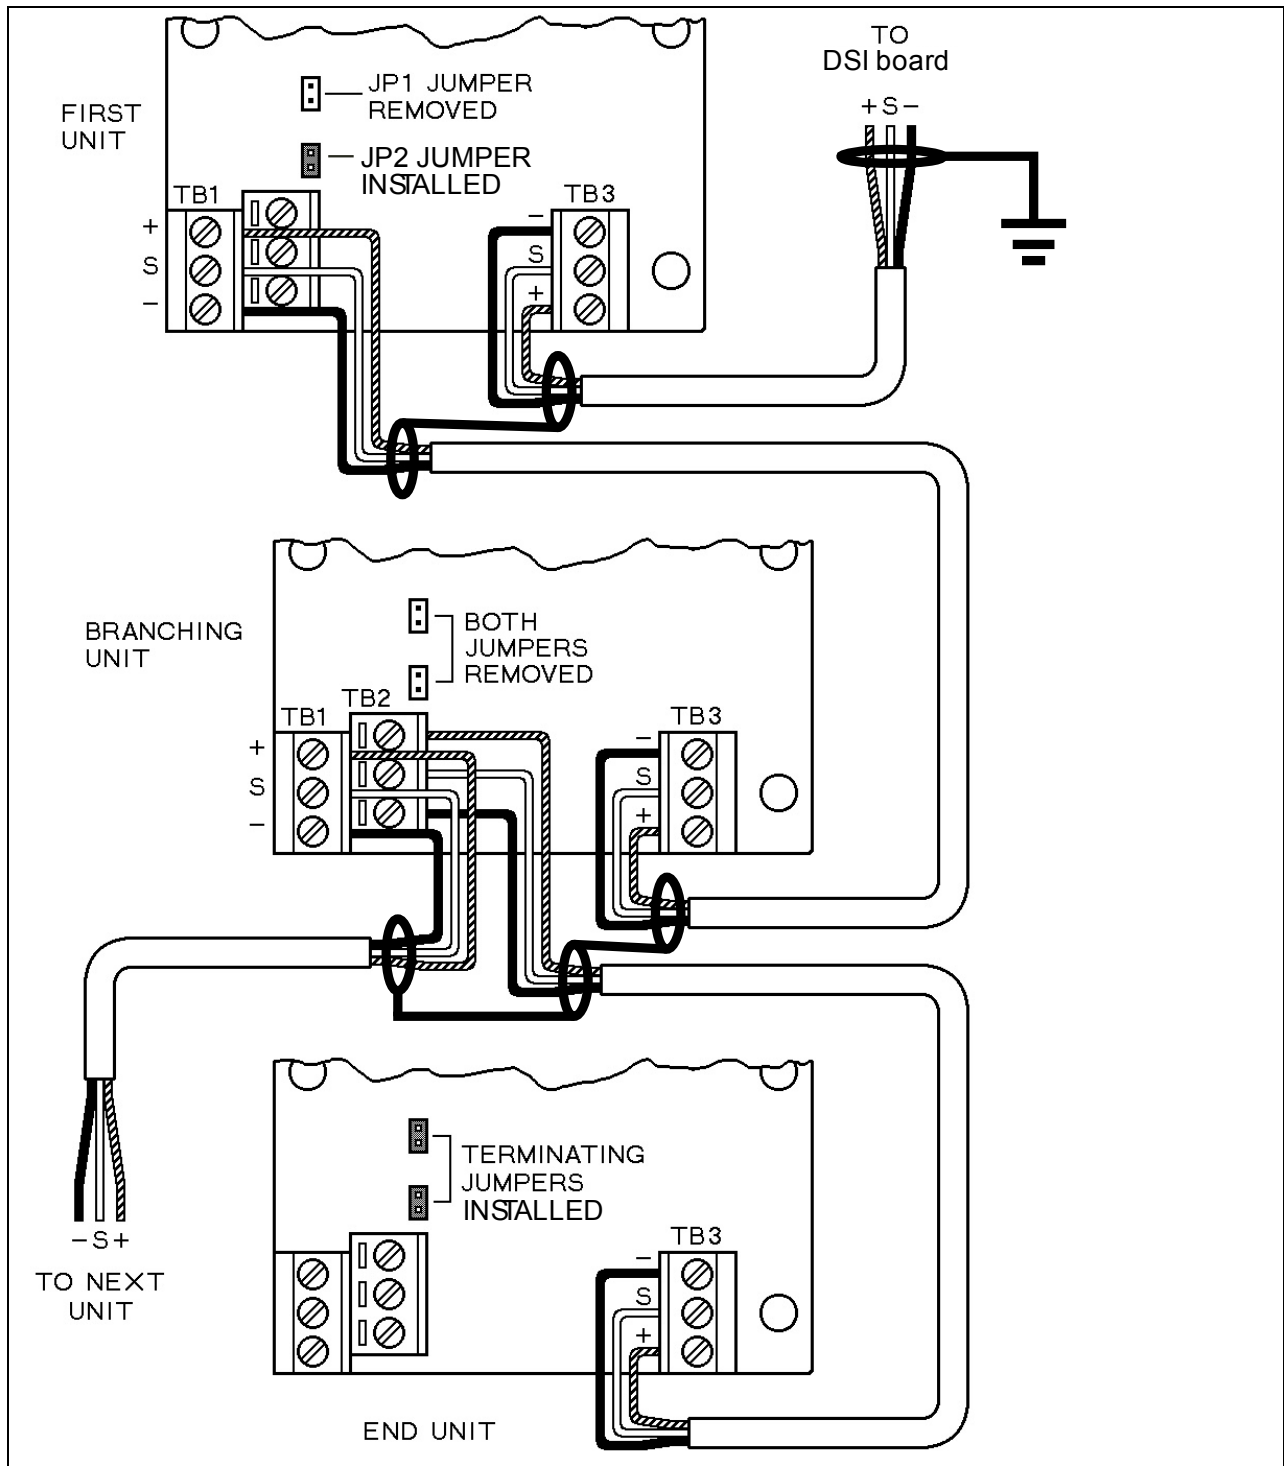 TO
DSI board
+ S −
FIRST
UNIT
JP1 JUMPER
REMOVED
JP2 JUMPER
INSTALLED
TB1
+
S
−
TB3
−
S
+
BRANCHING
UNIT
BOTH
JUMPERS
REMOVED
TB2
TB1
+
S
−
TB3
−
S
+
TERMINATING
JUMPERS
INSTALLED
− S +
TO NEXT
UNIT
TB3
−
S
+
END UNIT